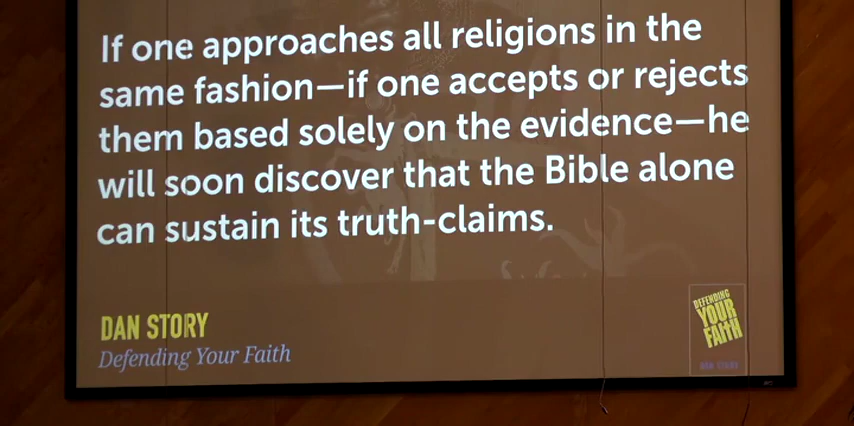 If one approaches all religions in the
same fashion—if one accepts or rejects
them based solely on the evidence—he
will soon discover that the Bible alone
can sustain its truth-claims.
DAN STORY
Defending Your Faith
DEFENDING
YOUR
FAITH
DAN STORY